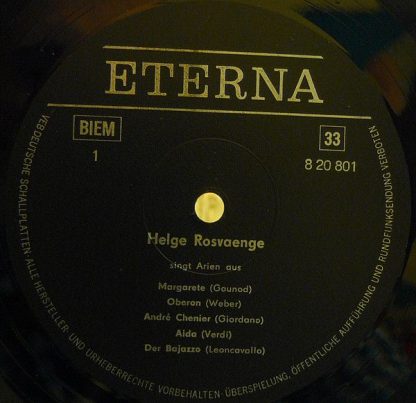 ETERNA
BIEM
33
1
8 20 801
Helge Rosvaenge
singt Arien aus
Margarete (Gounod)
Oberon (Weber)
André Chenier (Giordano)
Aida (Verdi)
Der Bajazzo (Leoncavallo)
VEB DEUTSCHE SCHALLPLATTEN ALLE HERSTELLER- UND URHEBERRECHTE VORBEHALTEN · ÜBERSPIELUNG, ÖFFENTLICHE AUFFÜHRUNG UND RUNDFUNKSENDUNG VERBOTEN